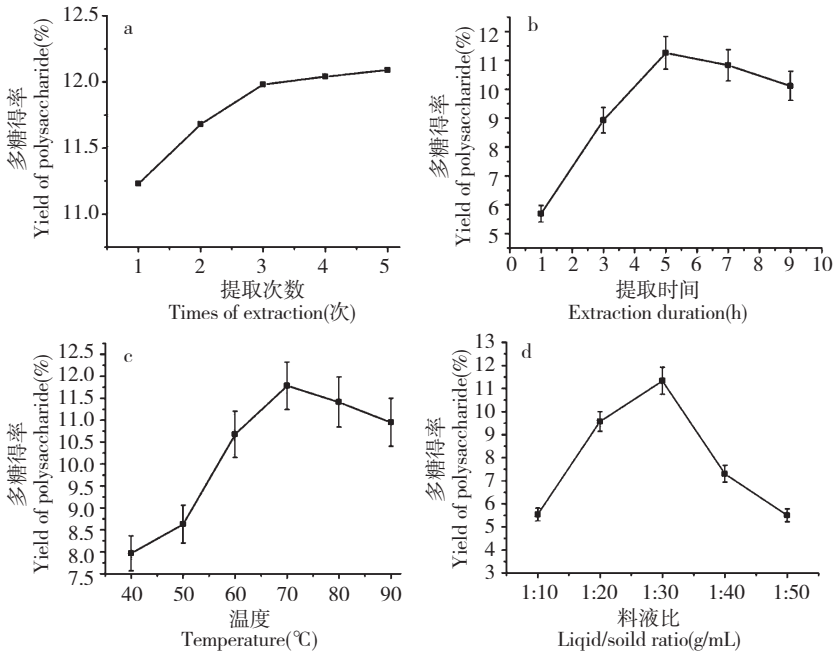 a
12.5
12.0
11.5
11.0
多糖得率
Yield of polysaccharide(%)
1 2 3 4 5
提取次数
Times of extraction(次)
b
12
11
10
9
8
7
6
5
多糖得率
Yield of polysaccharide(%)
0 1 2 3 4 5 6 7 8 9 10
提取时间
Extraction duration(h)
c
12.5
12.0
11.5
11.0
10.5
10.0
9.5
9.0
8.5
8.0
7.5
多糖得率
Yield of polysaccharide(%)
40 50 60 70 80 90
温度
Temperature(℃)
d
13
12
11
10
9
8
7
6
5
4
3
多糖得率
Yield of polysaccharide(%)
1:10 1:20 1:30 1:40 1:50
料液比
Liqid/soild ratio(g/mL)